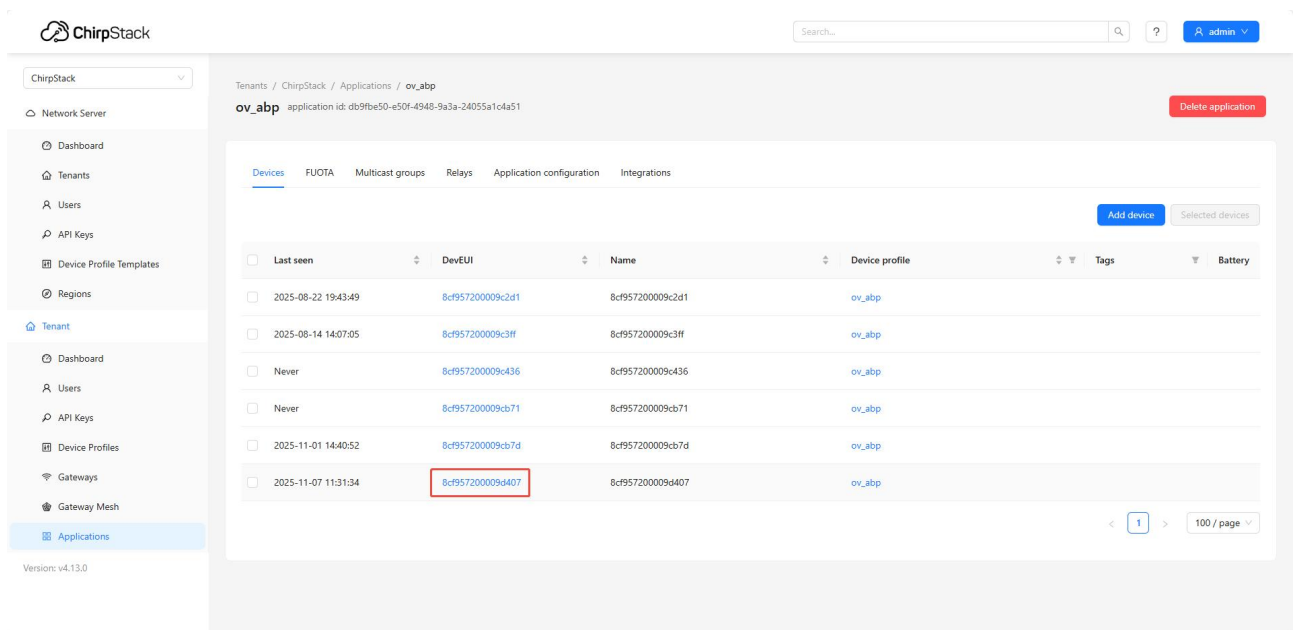 ChirpStack
Search...
?
admin
ChirpStack
Network Server
Dashboard
Tenants
Users
API Keys
Device Profile Templates
Regions
Tenant
Dashboard
Users
API Keys
Device Profiles
Gateways
Gateway Mesh
Applications
Version: v4.13.0
Tenants / ChirpStack / Applications / ov_abp
ov_abp application id: db9fbe50-e50f-4948-9a3a-24055a1c4a51
Delete application
Devices FUOTA Multicast groups Relays Application configuration Integrations
Add device Selected devices
Last seen DevEUI Name Device profile Tags Battery
2025-08-22 19:43:49 8cf957200009c2d1 8cf957200009c2d1 ov_abp
2025-08-14 14:07:05 8cf957200009c3ff 8cf957200009c3ff ov_abp
Never 8cf957200009c436 8cf957200009c436 ov_abp
Never 8cf957200009cb71 8cf957200009cb71 ov_abp
2025-11-01 14:40:52 8cf957200009cb7d 8cf957200009cb7d ov_abp
2025-11-07 11:31:34 8cf957200009d407 8cf957200009d407 ov_abp
< 1 > 100 / page